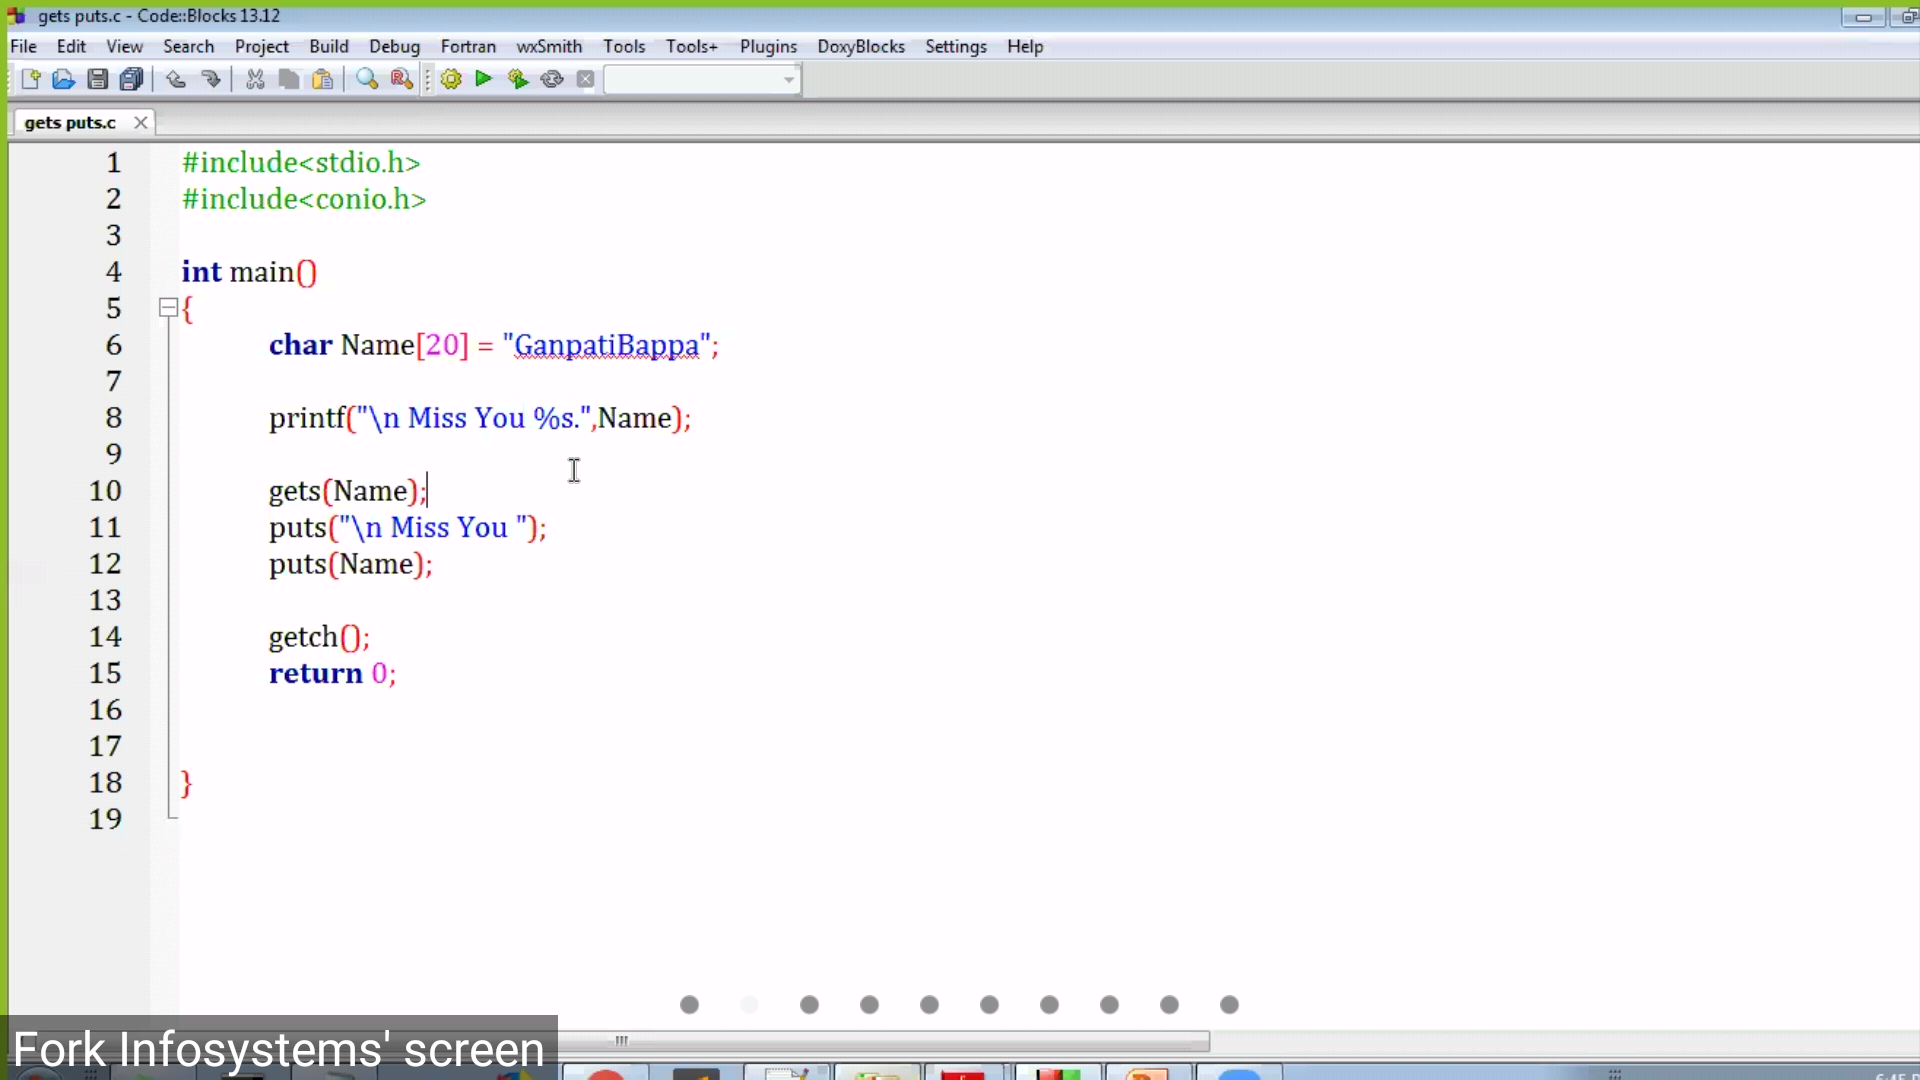 gets puts.c - Code::Blocks 13.12
File Edit View Search Project Build Debug Fortran wxSmith Tools Tools+ Plugins DoxyBlocks Settings Help
gets puts.c
1 #include<stdio.h>
2 #include<conio.h>
3
4 int main()
5 {
6 char Name[20] = "GanpatiBappa";
7
8 printf("\n Miss You %s.",Name);
9
10 gets(Name);
11 puts("\n Miss You ");
12 puts(Name);
13
14 getch();
15 return 0;
16
17
18 }
19
Fork Infosystems' screen